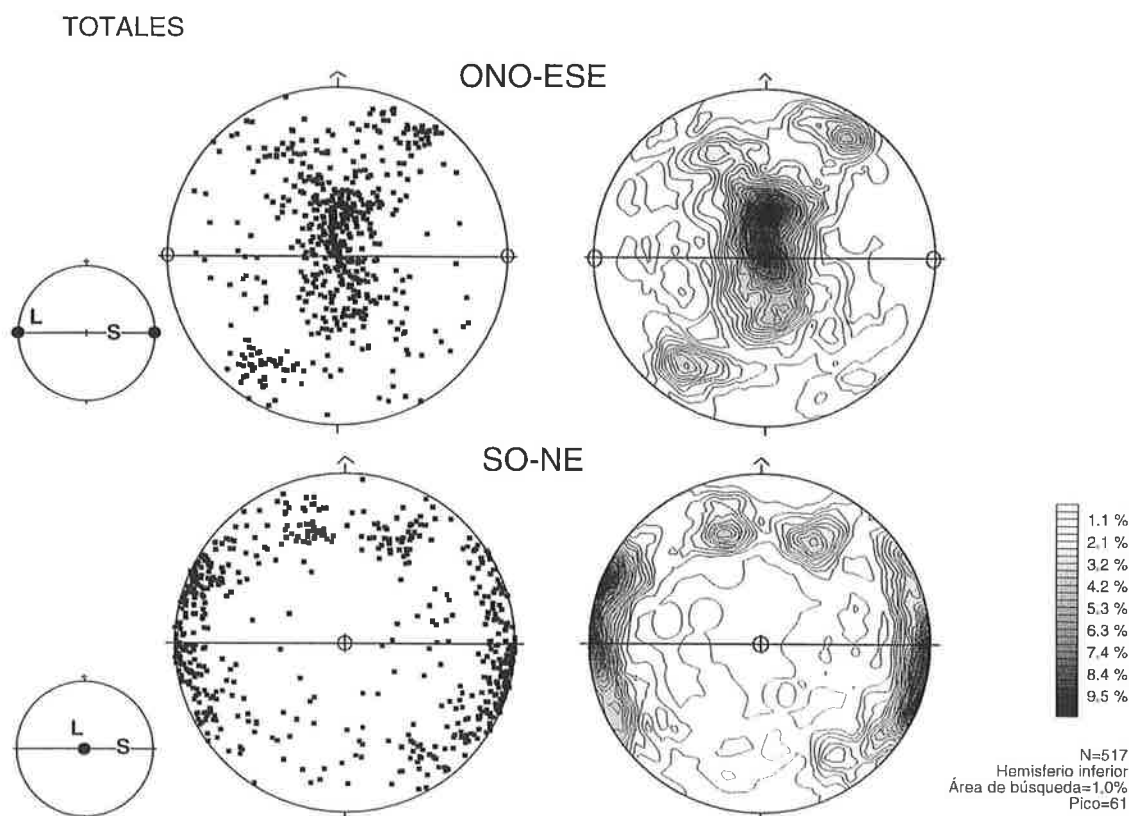 TOTALES
ONO-ESE
L
S
SO-NE
L
S
1.1 %
2.1 %
3.2 %
4.2 %
5.3 %
6.3 %
7.4 %
8.4 %
9.5 %
N=517
Hemisferio inferior
Área de búsqueda=1.0%
Pico=61